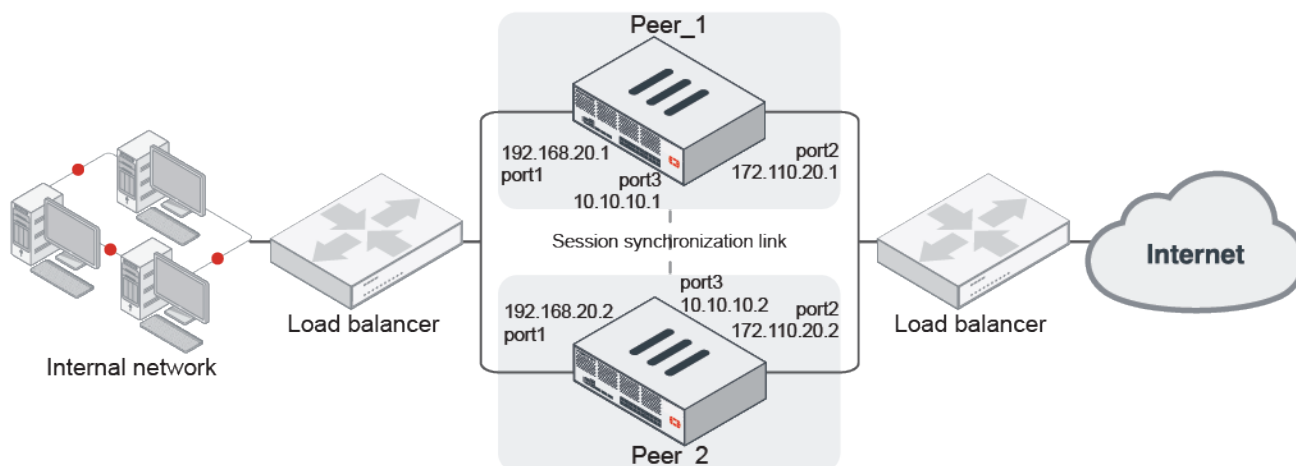 Peer_1
192.168.20.1
port1
port2
172.110.20.1
port3
10.10.10.1
Session synchronization link
port3
10.10.10.2
192.168.20.2
port1
port2
172.110.20.2
Load balancer
Load balancer
Internet
Internal network
Peer_2